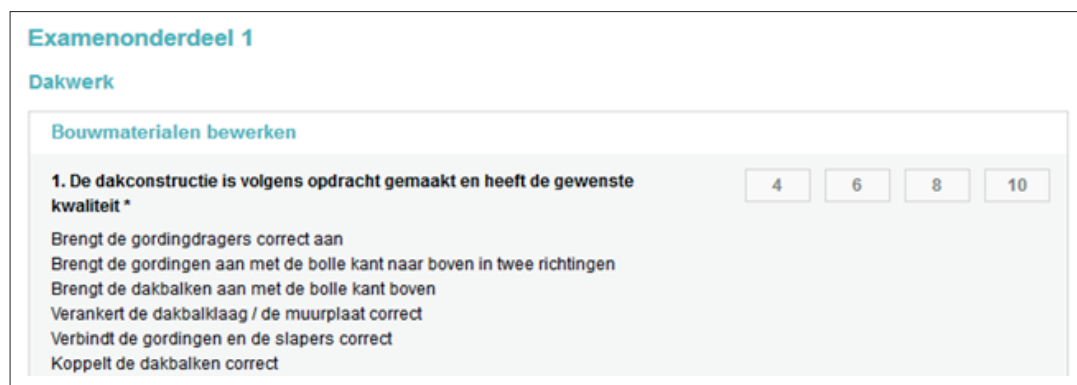 Examenonderdeel 1
Dakwerk
Bouwmaterialen bewerken
1. De dakconstructie is volgens opdracht gemaakt en heeft de gewenste
kwaliteit *
4 6 8 10
Brengt de gordingdragers correct aan
Brengt de gordingen aan met de bolle kant naar boven in twee richtingen
Brengt de dakbalken aan met de bolle kant boven
Verankert de dakbalklaag / de muurplaat correct
Verbindt de gordingen en de slapers correct
Koppelt de dakbalken correct